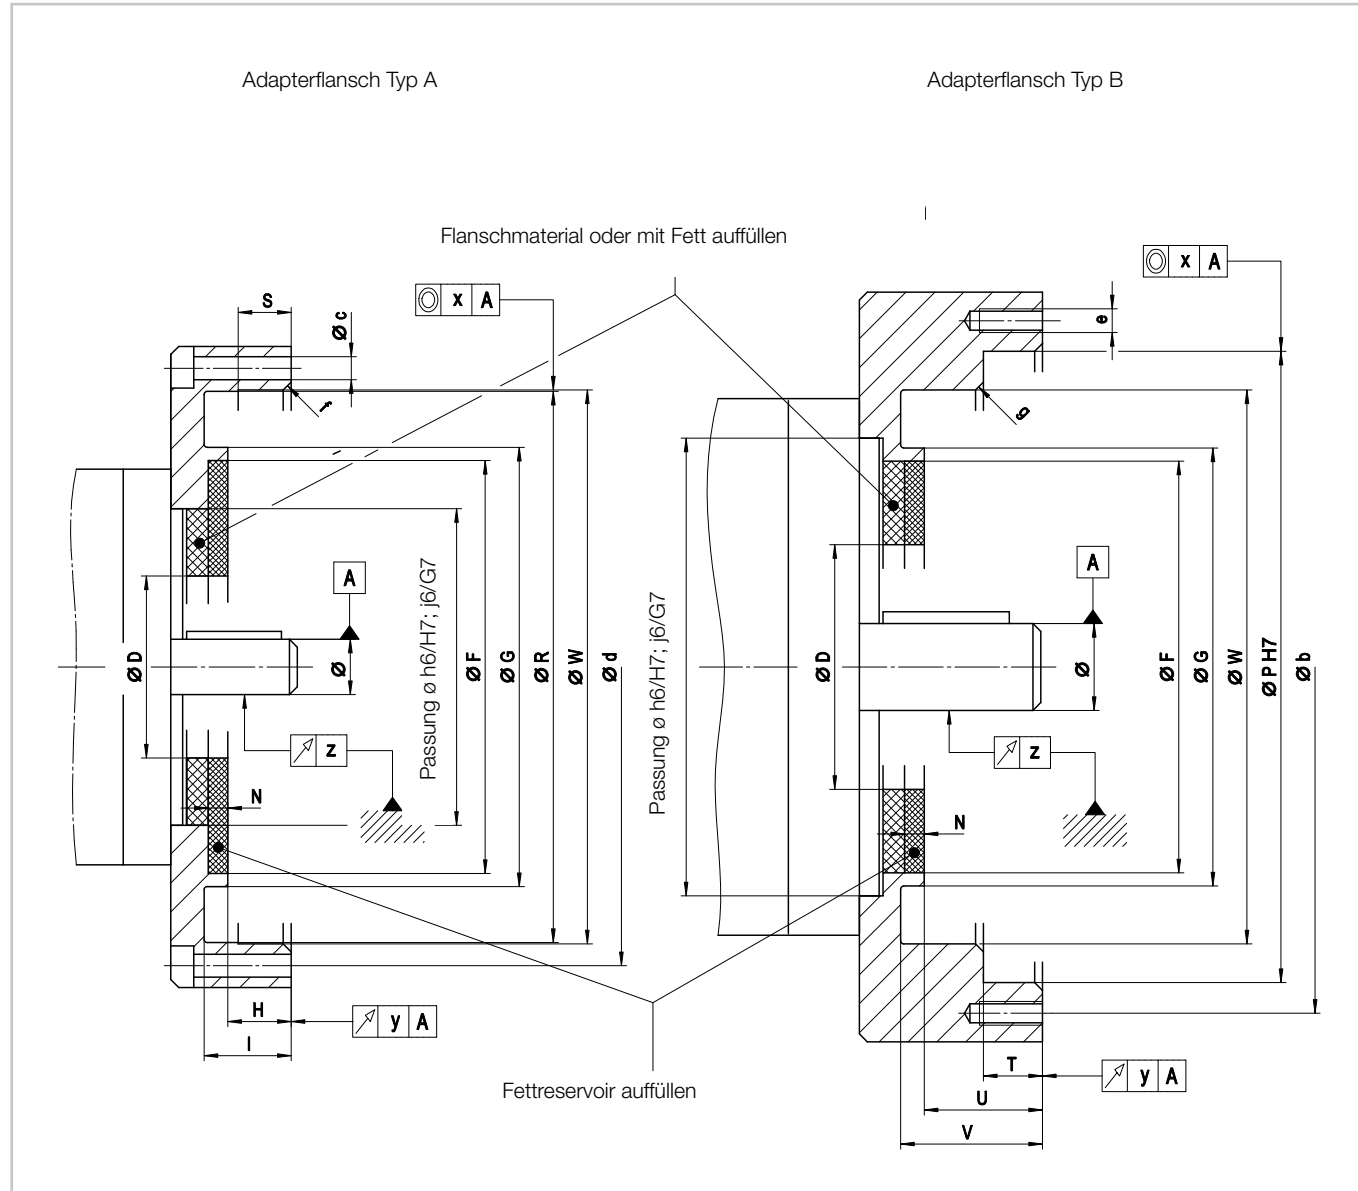 Adapterflansch Typ A
Adapterflansch Typ B
Flanschmaterial oder mit Fett auffüllen
x A
x A
S
Ø c
e
f
g
A
A
Passung ø h6/H7; j6/G7
Ø D
Ø
Ø F
Ø G
Ø R
Ø W
Ø d
Passung ø h6/H7; j6/G7
Ø D
Ø
Ø F
Ø G
Ø W
Ø P H7
Ø b
z
z
N
N
H
y A
I
T
y A
U
V
Fettreservoir auffüllen